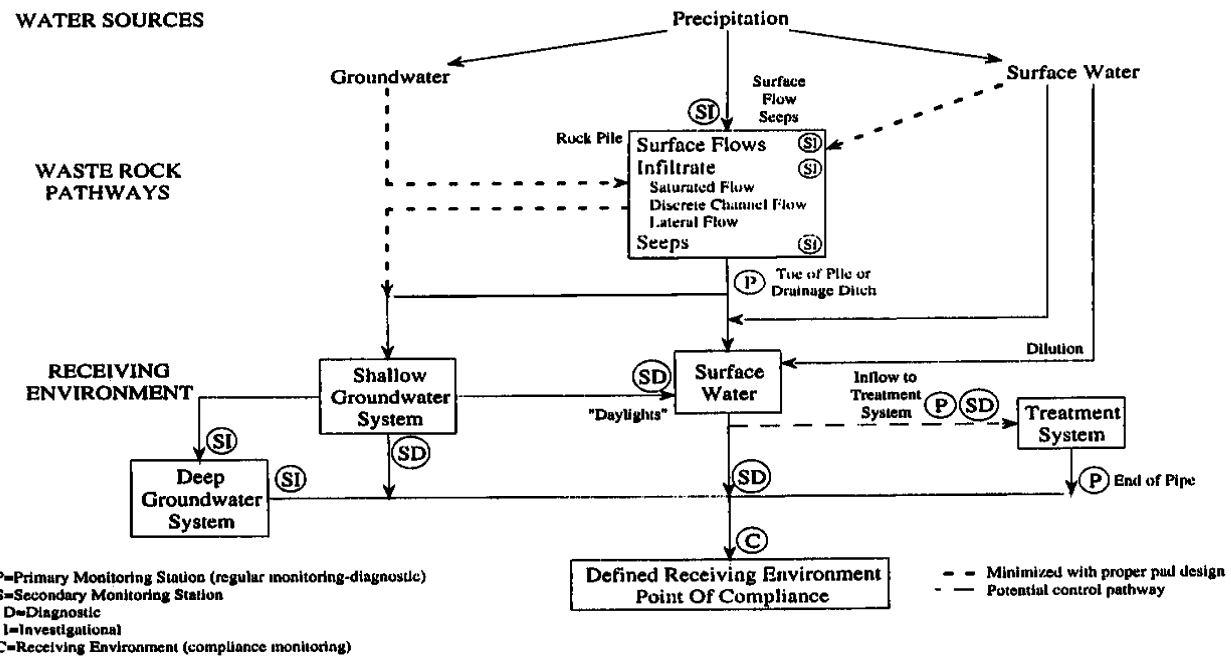 WATER SOURCES
Precipitation
Groundwater
Surface Water
Surface
Flow
Seeps
SI
Rock Pile
WASTE ROCK
PATHWAYS
Surface Flows SI
Infiltrate SI
Saturated Flow
Discrete Channel Flow
Lateral Flow
Seeps SI
P Toe of Pile or
Drainage Ditch
Dilution
RECEIVING
ENVIRONMENT
Shallow
Groundwater
System
SD
"Daylights"
Surface
Water
Inflow to
Treatment
System
P SD
Treatment
System
SI
SD
Deep
Groundwater
System
SI
SD
P End of Pipe
C
Defined Receiving Environment
Point Of Compliance
P=Primary Monitoring Station (regular monitoring-diagnostic)
S=Secondary Monitoring Station
D=Diagnostic
I=Investigational
C=Receiving Environment (compliance monitoring)
Minimized with proper pad design
Potential control pathway